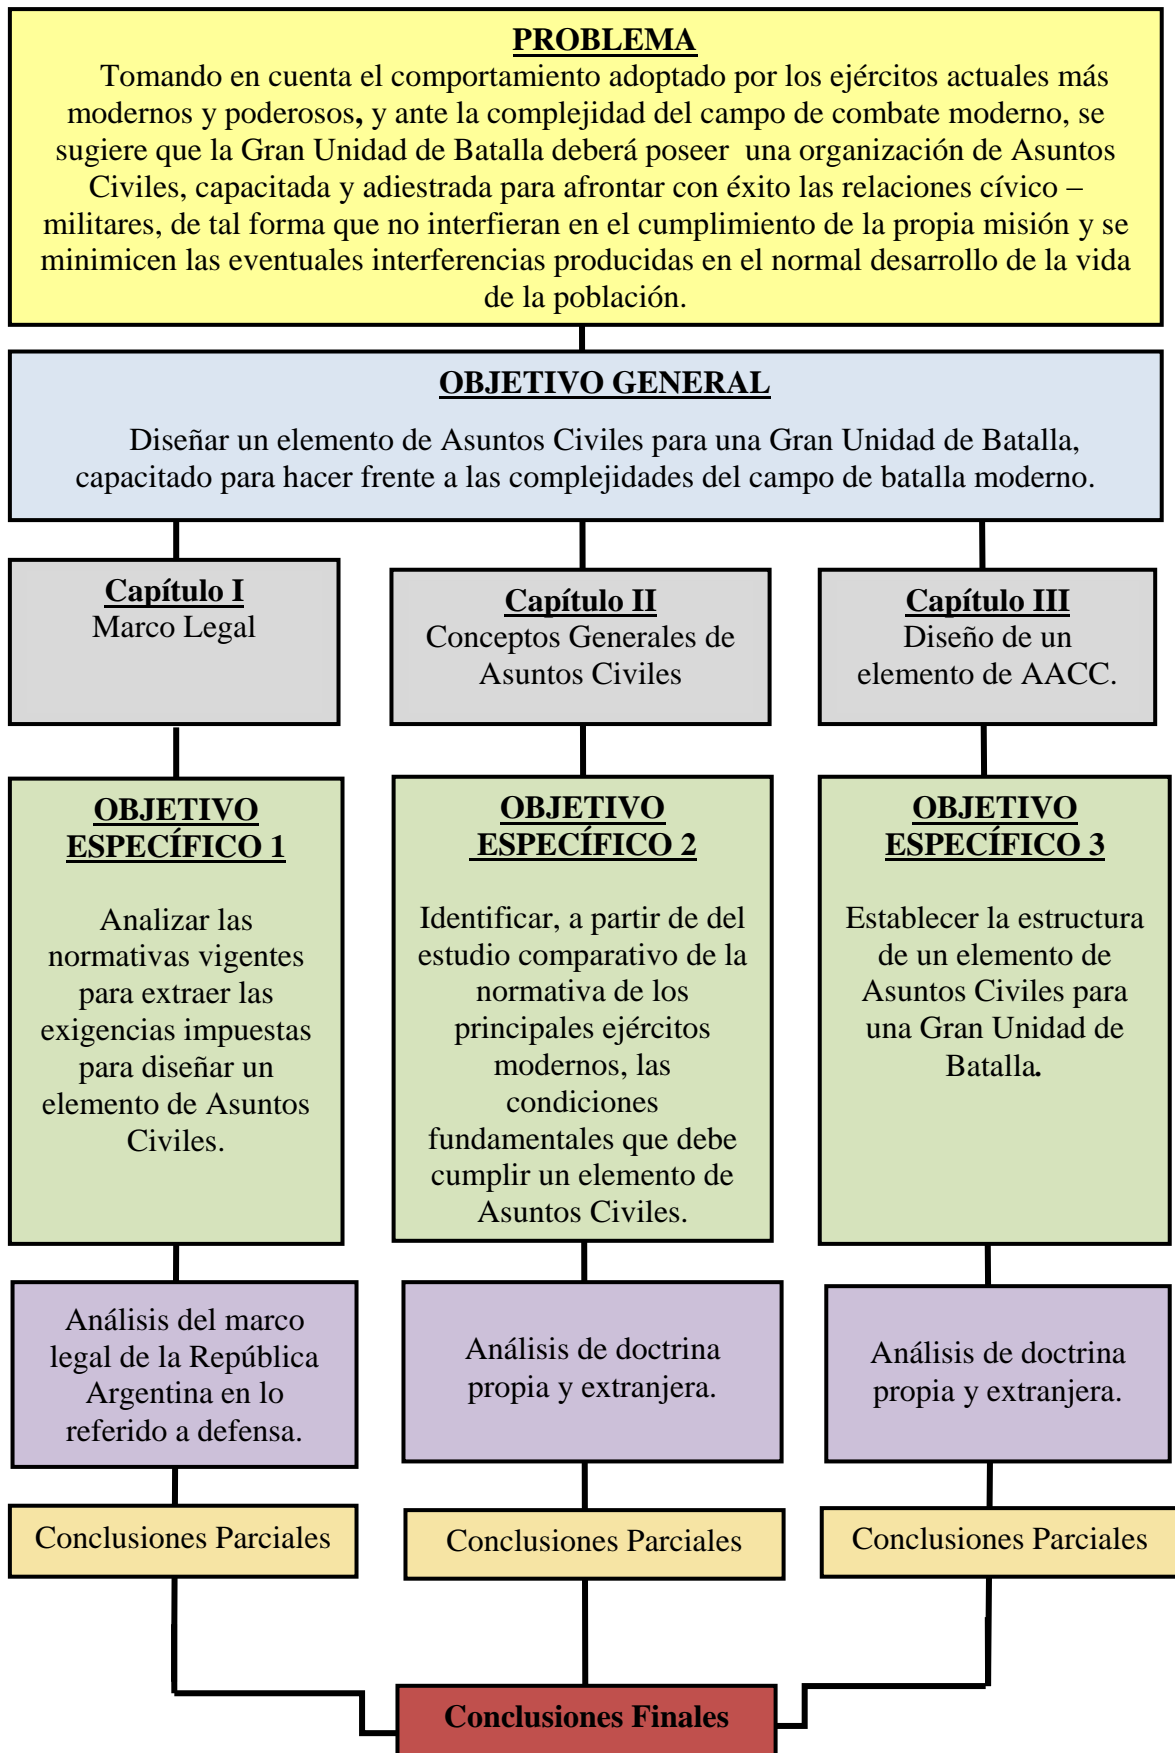 PROBLEMA
Tomando en cuenta el comportamiento adoptado por los ejércitos actuales más
modernos y poderosos, y ante la complejidad del campo de combate moderno, se
sugiere que la Gran Unidad de Batalla deberá poseer una organización de Asuntos
Civiles, capacitada y adiestrada para afrontar con éxito las relaciones cívico –
militares, de tal forma que no interfieran en el cumplimiento de la propia misión y se
minimicen las eventuales interferencias producidas en el normal desarrollo de la vida
de la población.
OBJETIVO GENERAL
Diseñar un elemento de Asuntos Civiles para una Gran Unidad de Batalla,
capacitado para hacer frente a las complejidades del campo de batalla moderno.
Capítulo I
Marco Legal
Capítulo II
Conceptos Generales de
Asuntos Civiles
Capítulo III
Diseño de un
elemento de AACC.
OBJETIVO
ESPECÍFICO 1
Analizar las
normativas vigentes
para extraer las
exigencias impuestas
para diseñar un
elemento de Asuntos
Civiles.
OBJETIVO
ESPECÍFICO 2
Identificar, a partir de del
estudio comparativo de la
normativa de los
principales ejércitos
modernos, las
condiciones
fundamentales que debe
cumplir un elemento de
Asuntos Civiles.
OBJETIVO
ESPECÍFICO 3
Establecer la estructura
de un elemento de
Asuntos Civiles para
una Gran Unidad de
Batalla.
Análisis del marco
legal de la República
Argentina en lo
referido a defensa.
Análisis de doctrina
propia y extranjera.
Análisis de doctrina
propia y extranjera.
Conclusiones Parciales
Conclusiones Parciales
Conclusiones Parciales
Conclusiones Finales